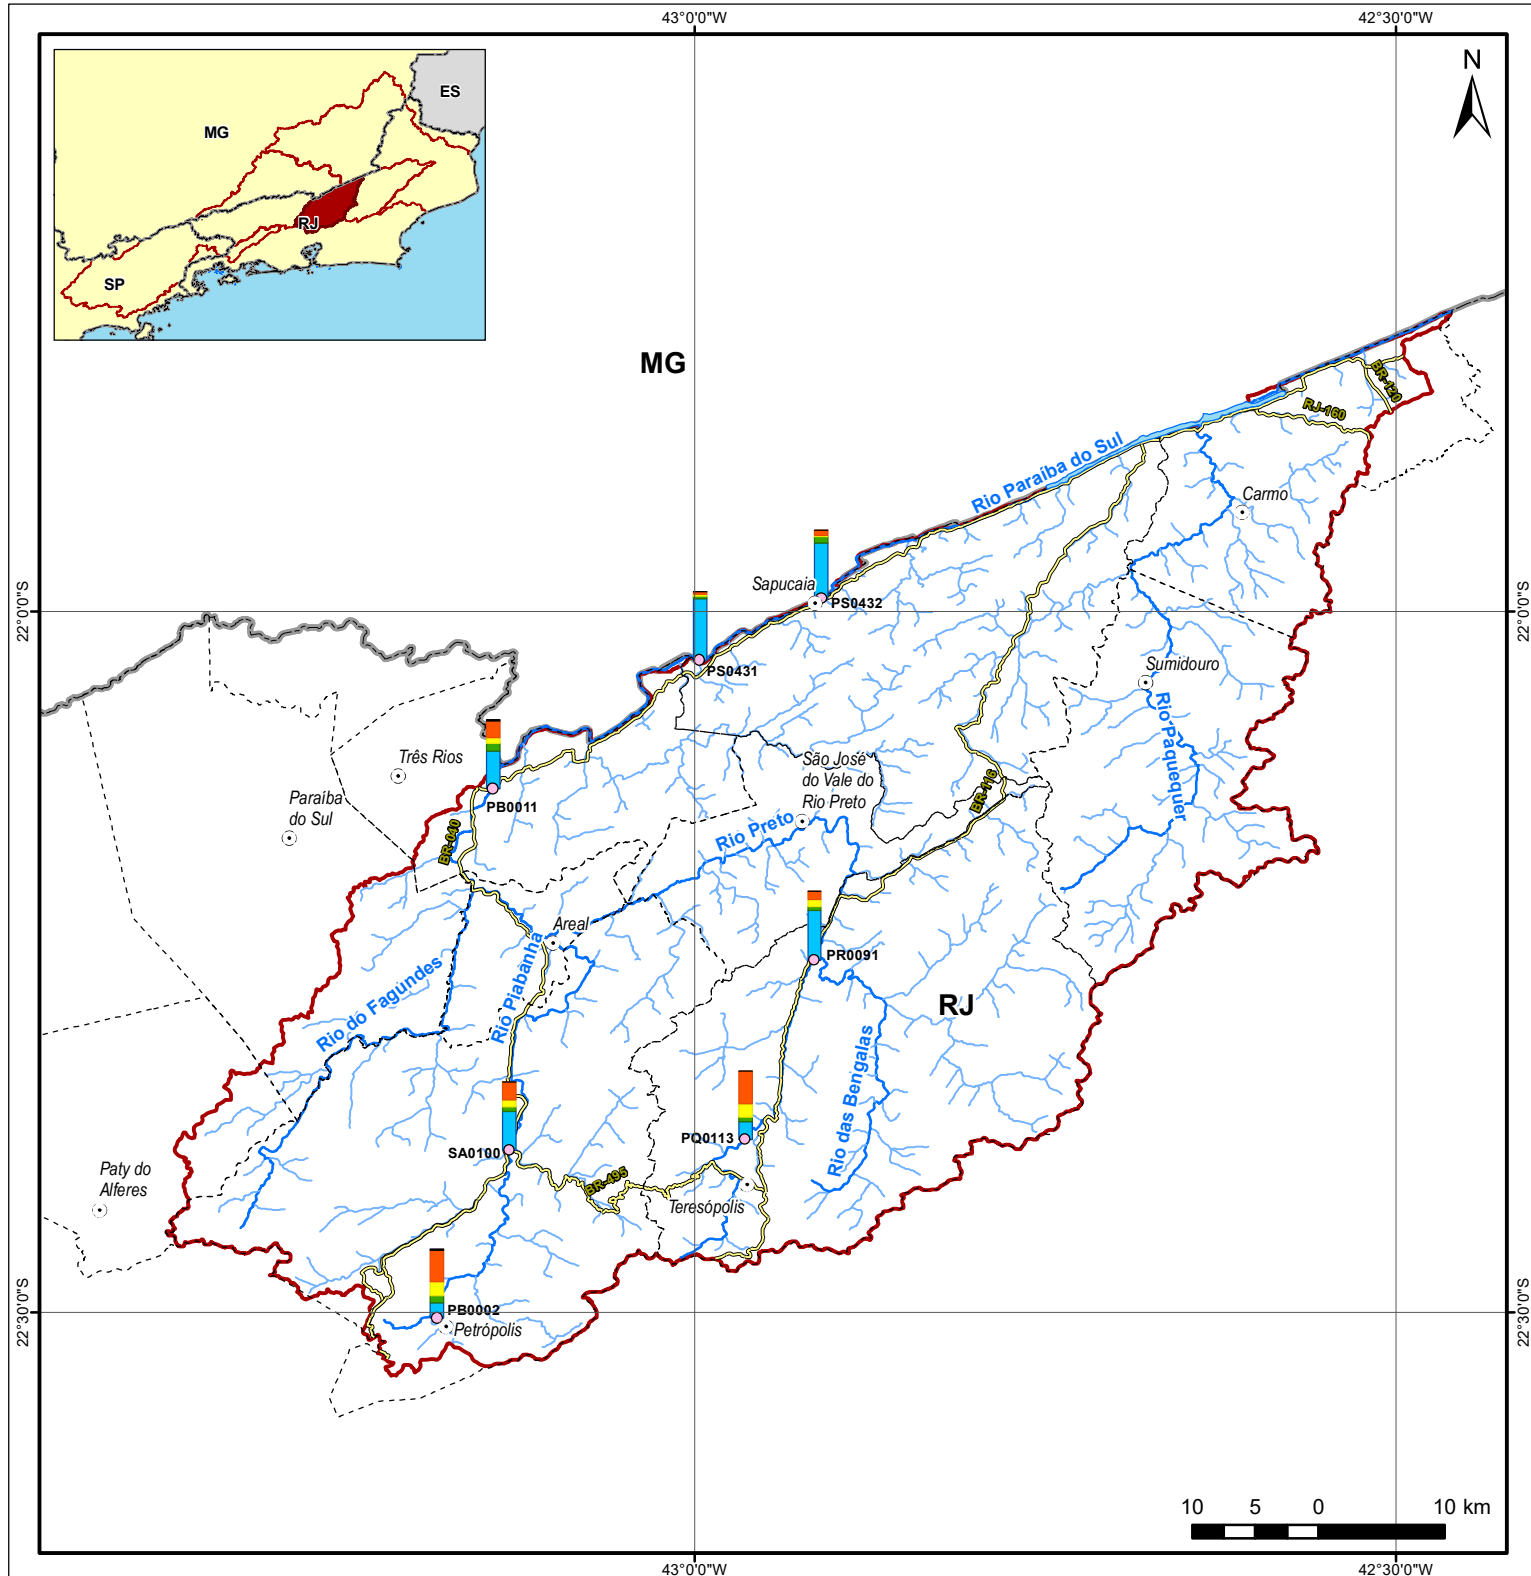 43°0'0"W
42°30'0"W
N
ES
MG
RJ
SP
MG
BR-120
RJ-160
Rio Paraíba do Sul
Carmo
Sapucaia
PS0432
22°0'0"S
22°0'0"S
PS0431
Sumidouro
Rio Paquequer
Três Rios
São José
do Vale do
Rio Preto
BR-116
Paraíba
do Sul
PB0011
BR-040
Rio Preto
Areal
PR0091
Rio Piabanha
Rio do Fagundes
RJ
Rio das Bengalas
PQ0113
SA0100
Paty do
Alferes
BR-495
Teresópolis
PB0002
Petrópolis
22°30'0"S
22°30'0"S
10 5 0 10 km
43°0'0"W
42°30'0"W